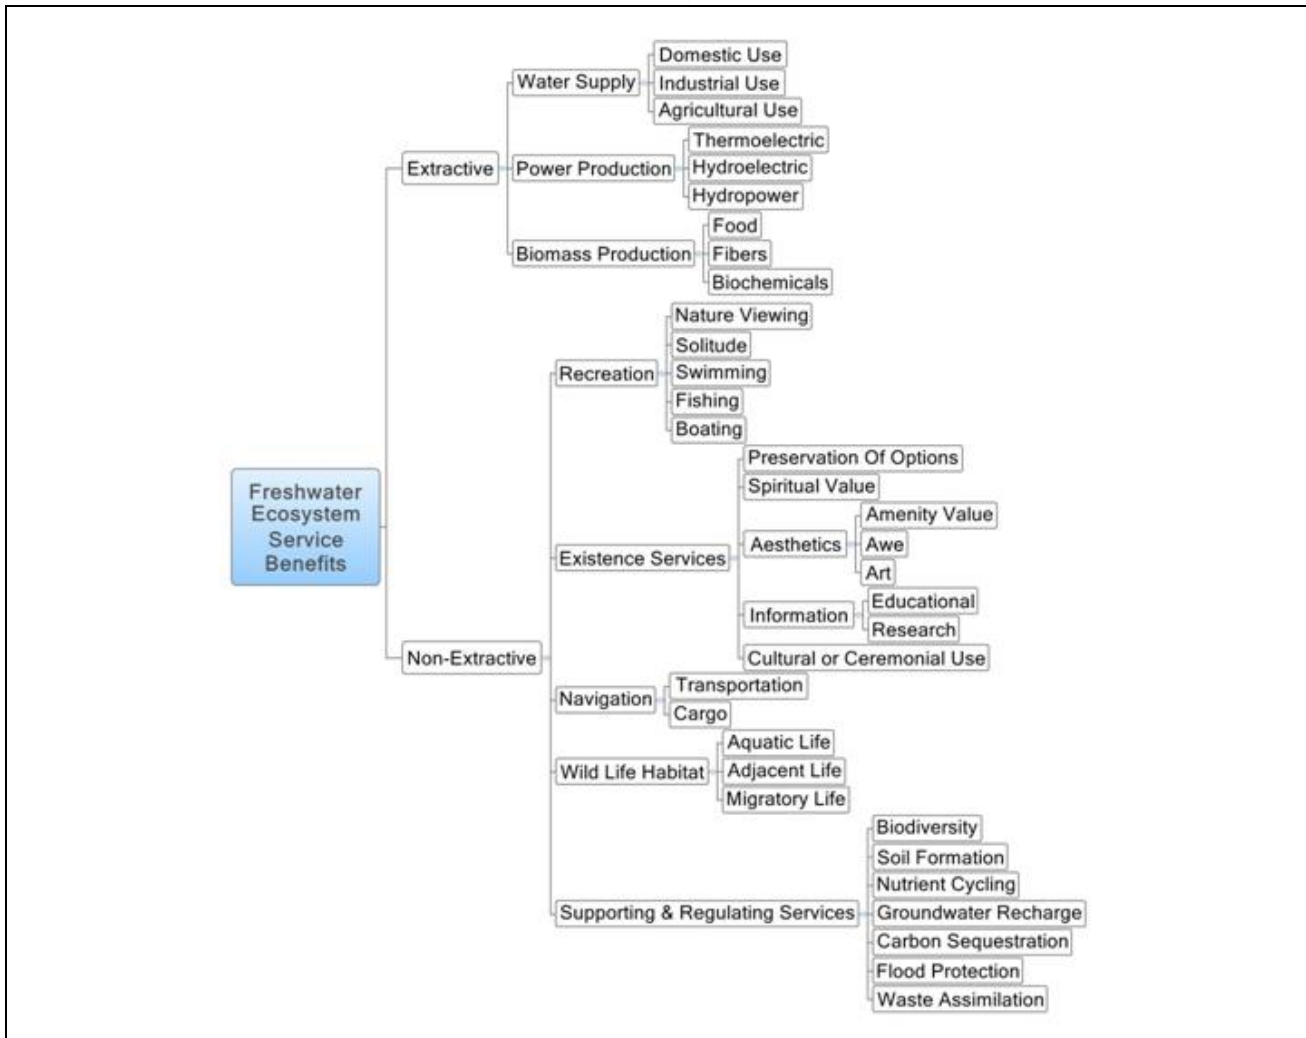 Domestic Use
Water Supply
Industrial Use
Agricultural Use
Thermoelectric
Extractive
Power Production
Hydroelectric
Hydropower
Food
Biomass Production
Fibers
Biochemicals
Nature Viewing
Solitude
Recreation
Swimming
Fishing
Boating
Preservation Of Options
Freshwater
Ecosystem
Service
Benefits
Spiritual Value
Amenity Value
Aesthetics
Awe
Existence Services
Art
Educational
Information
Research
Non-Extractive
Cultural or Ceremonial Use
Transportation
Navigation
Cargo
Aquatic Life
Wild Life Habitat
Adjacent Life
Migratory Life
Biodiversity
Soil Formation
Nutrient Cycling
Supporting & Regulating Services
Groundwater Recharge
Carbon Sequestration
Flood Protection
Waste Assimilation